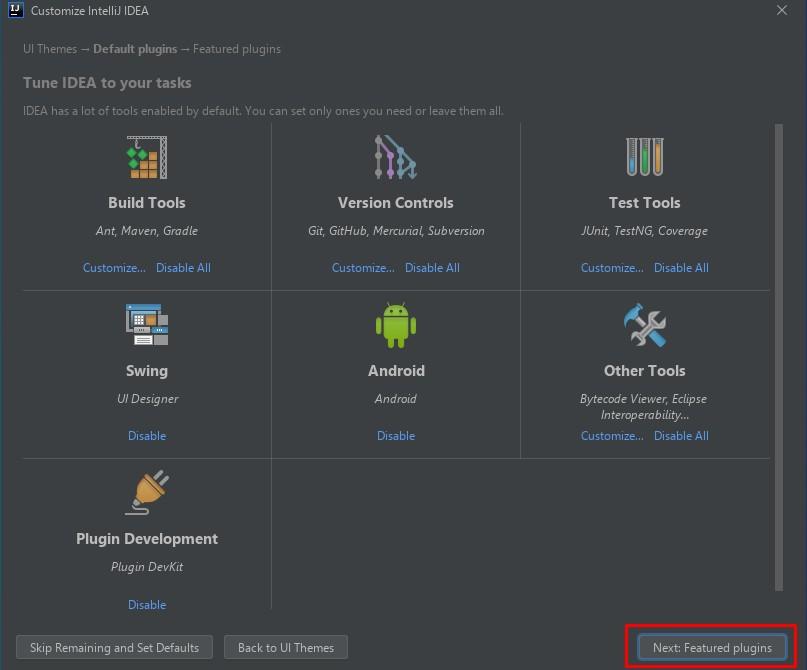 IJ
Customize IntelliJ IDEA
UI Themes → Default plugins → Featured plugins
Tune IDEA to your tasks
IDEA has a lot of tools enabled by default. You can set only ones you need or leave them all.
Build Tools
Ant, Maven, Gradle
Customize... Disable All
Version Controls
Git, GitHub, Mercurial, Subversion
Customize... Disable All
Test Tools
JUnit, TestNG, Coverage
Customize... Disable All
Swing
UI Designer
Disable
Android
Android
Disable
Other Tools
Bytecode Viewer, Eclipse
Interoperability...
Customize... Disable All
Plugin Development
Plugin DevKit
Disable
Skip Remaining and Set Defaults
Back to UI Themes
Next: Featured plugins